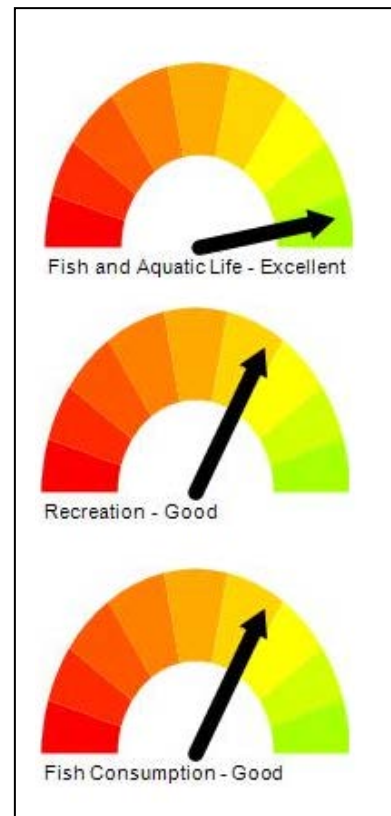 Fish and Aquatic Life - Excellent
Recreation - Good
Fish Consumption - Good